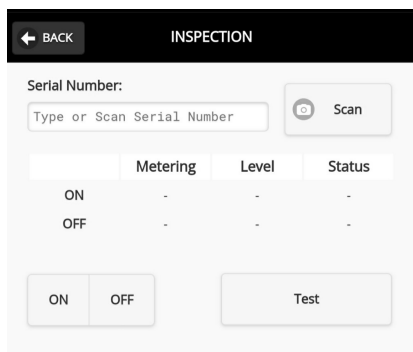 BACK INSPECTION
Serial Number:
Type or Scan Serial Number Scan
Metering Level Status
ON - - -
OFF - - -
ON OFF Test